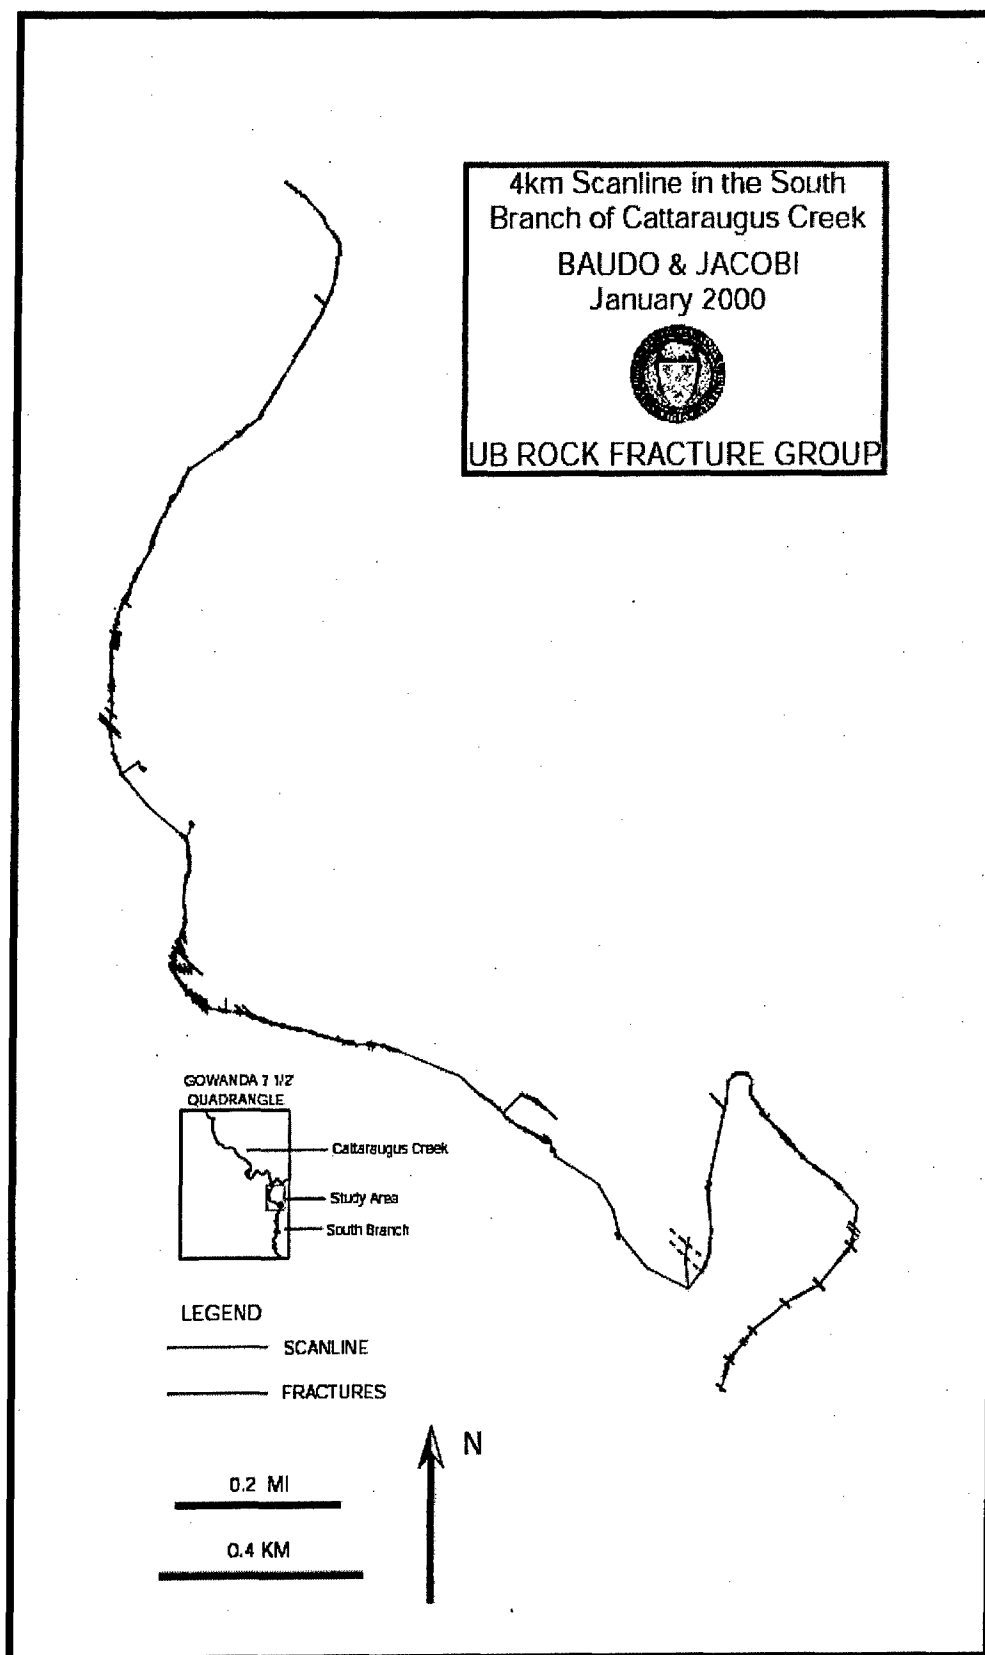 4km Scanline in the South
Branch of Cattaraugus Creek
BAUDO & JACOBI
January 2000
UB ROCK FRACTURE GROUP
GOWANDA 7 1/2'
QUADRANGLE
Cattaraugus Creek
Study Area
South Branch
LEGEND
SCANLINE
FRACTURES
N
0.2 MI
0.4 KM